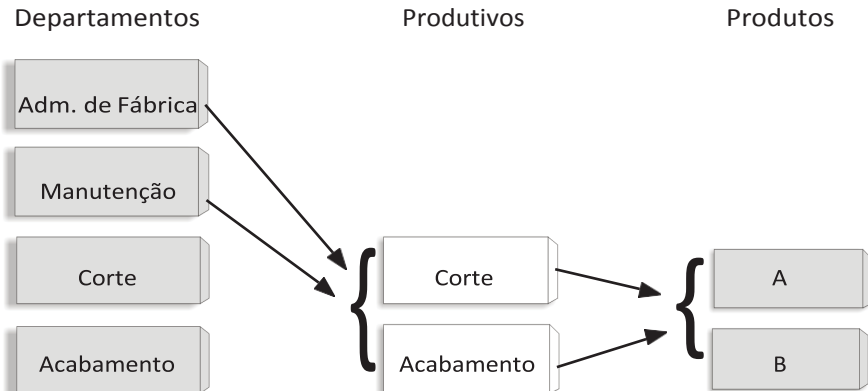 Departamentos
Produtivos
Produtos
Adm. de Fábrica
Manutenção
Corte
Corte
A
Acabamento
Acabamento
B